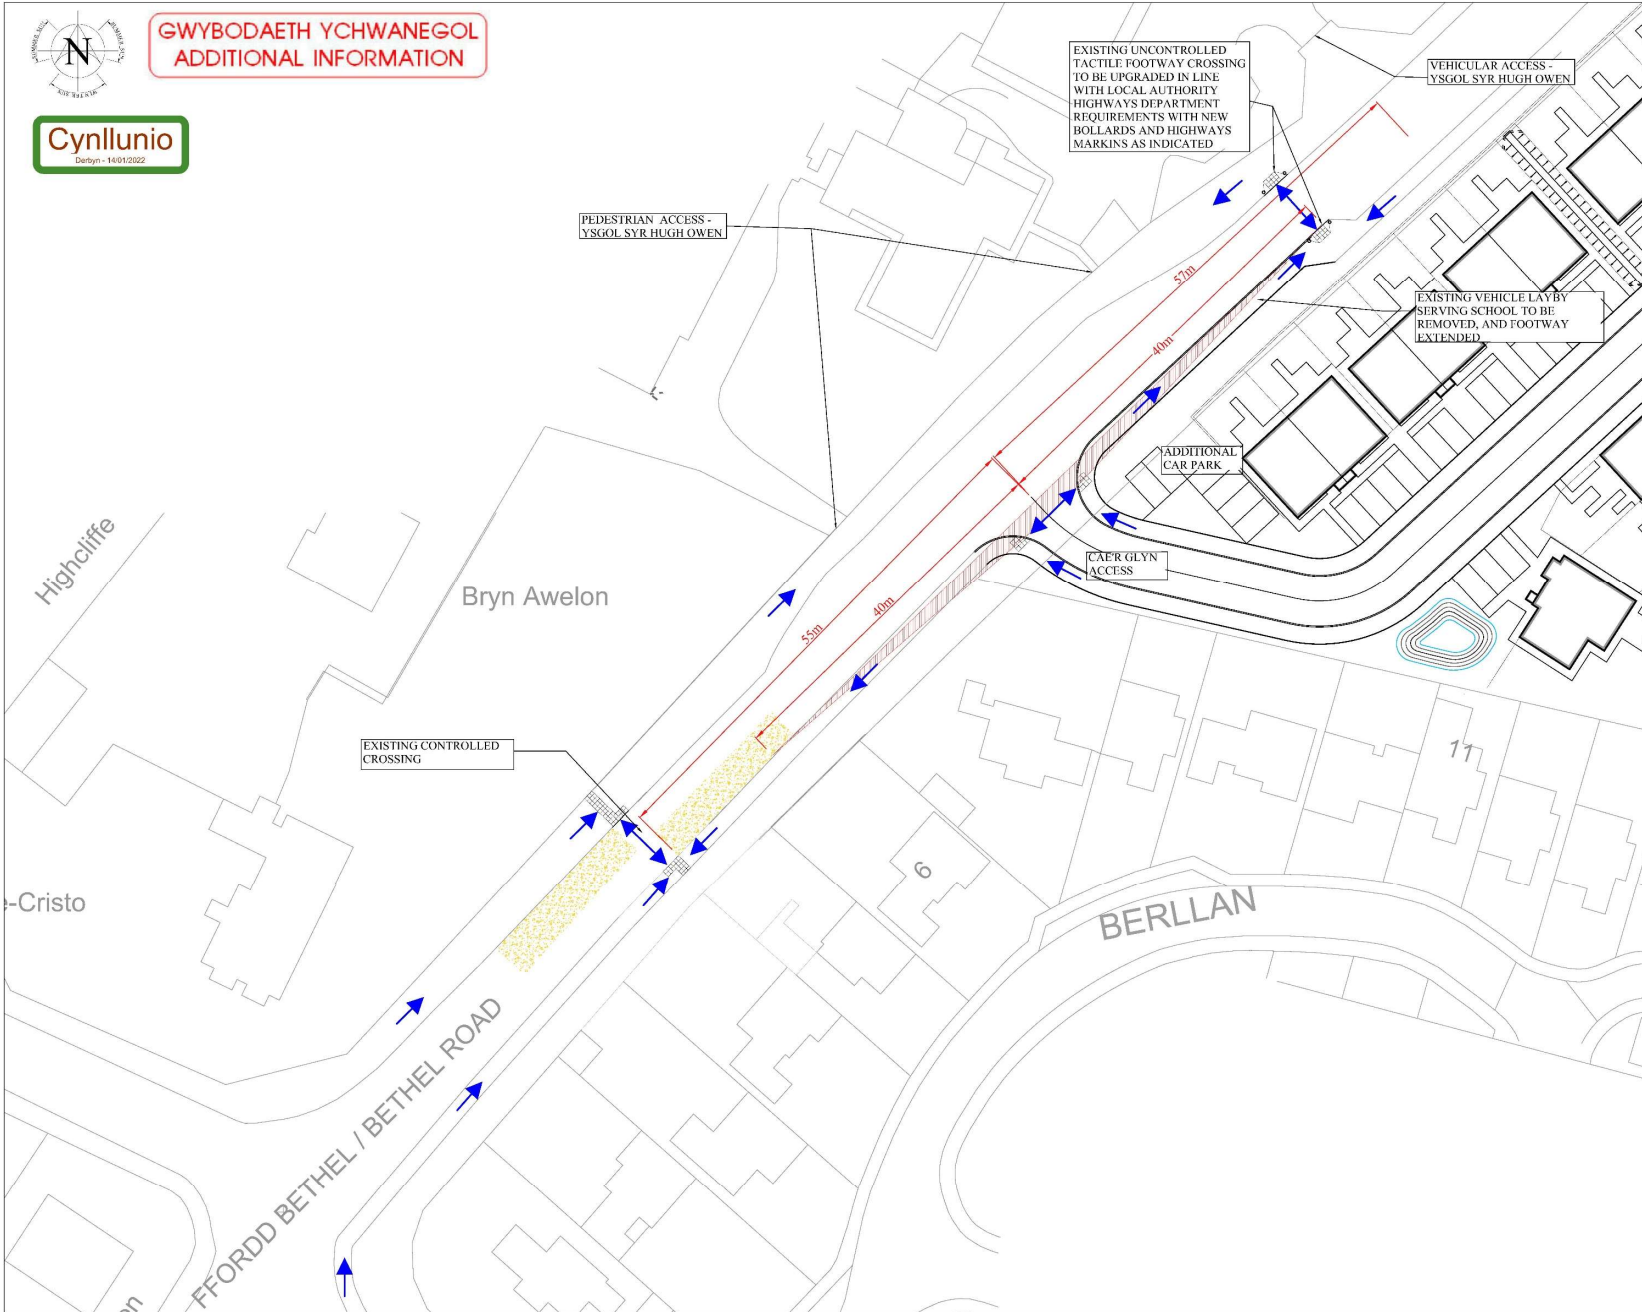 GWYBODAETH YCHWANEGOL
ADDITIONAL INFORMATION
N
Cynllunio
Derbyn - 14/01/2022
EXISTING UNCONTROLLED
TACTILE FOOTWAY CROSSING
TO BE UPGRADED IN LINE
WITH LOCAL AUTHORITY
HIGHWAYS DEPARTMENT
REQUIREMENTS WITH NEW
BOLLARDS AND HIGHWAYS
MARKINS AS INDICATED
VEHICULAR ACCESS -
YSGOL SYR HUGH OWEN
PEDESTRIAN ACCESS -
YSGOL SYR HUGH OWEN
57m
40m
EXISTING VEHICLE LAYBY
SERVING SCHOOL TO BE
REMOVED, AND FOOTWAY
EXTENDED
ADDITIONAL
CAR PARK
CAE'R GLYN
ACCESS
Highcliffe
Bryn Awelon
55m
40m
EXISTING CONTROLLED
CROSSING
11
6
e-Cristo
BERLLAN
FFORDD BETHEL / BETHEL ROAD
on